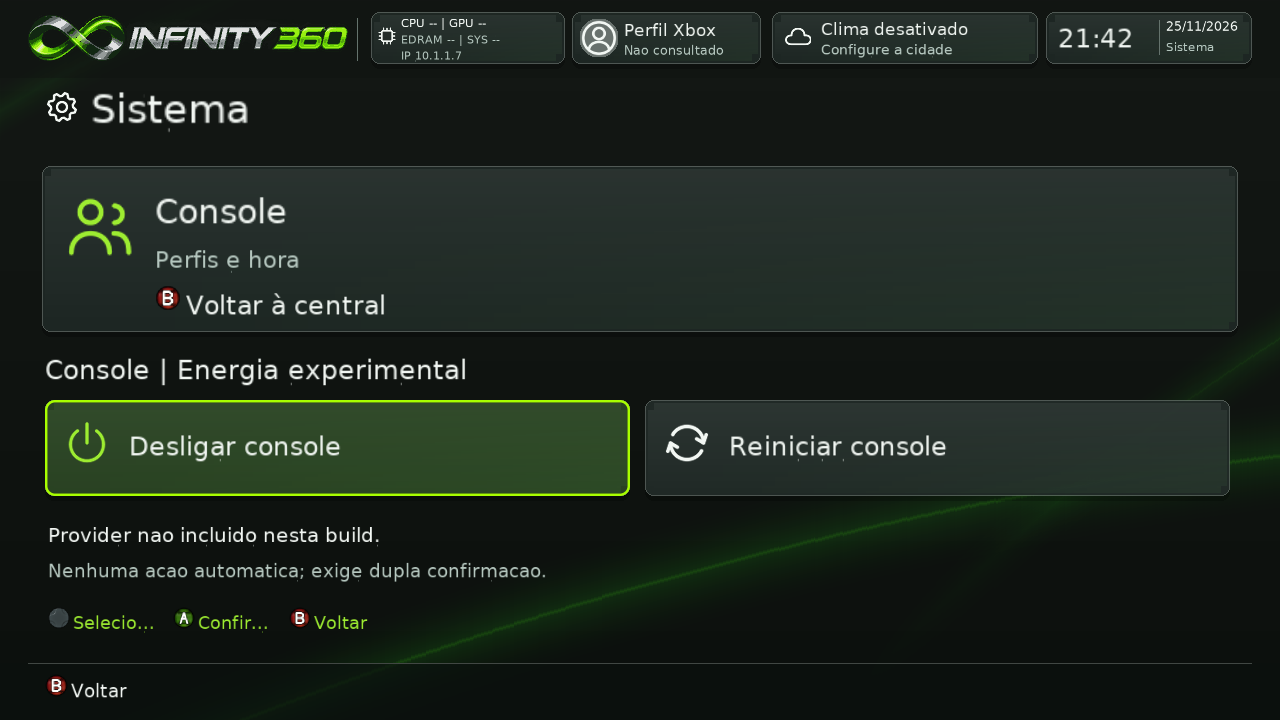 INFINITY 360
CPU -- | GPU --
EDRAM -- | SYS --
IP 10.1.1.7
Perfil Xbox
Nao consultado
Clima desativado
Configure a cidade
21:42
25/11/2026
Sistema
Sistema
Console
Perfis e hora
B Voltar à central
Console | Energia experimental
Desligar console
Reiniciar console
Provider nao incluido nesta build.
Nenhuma acao automatica; exige dupla confirmacao.
Selecio... A Confir... B Voltar
B Voltar